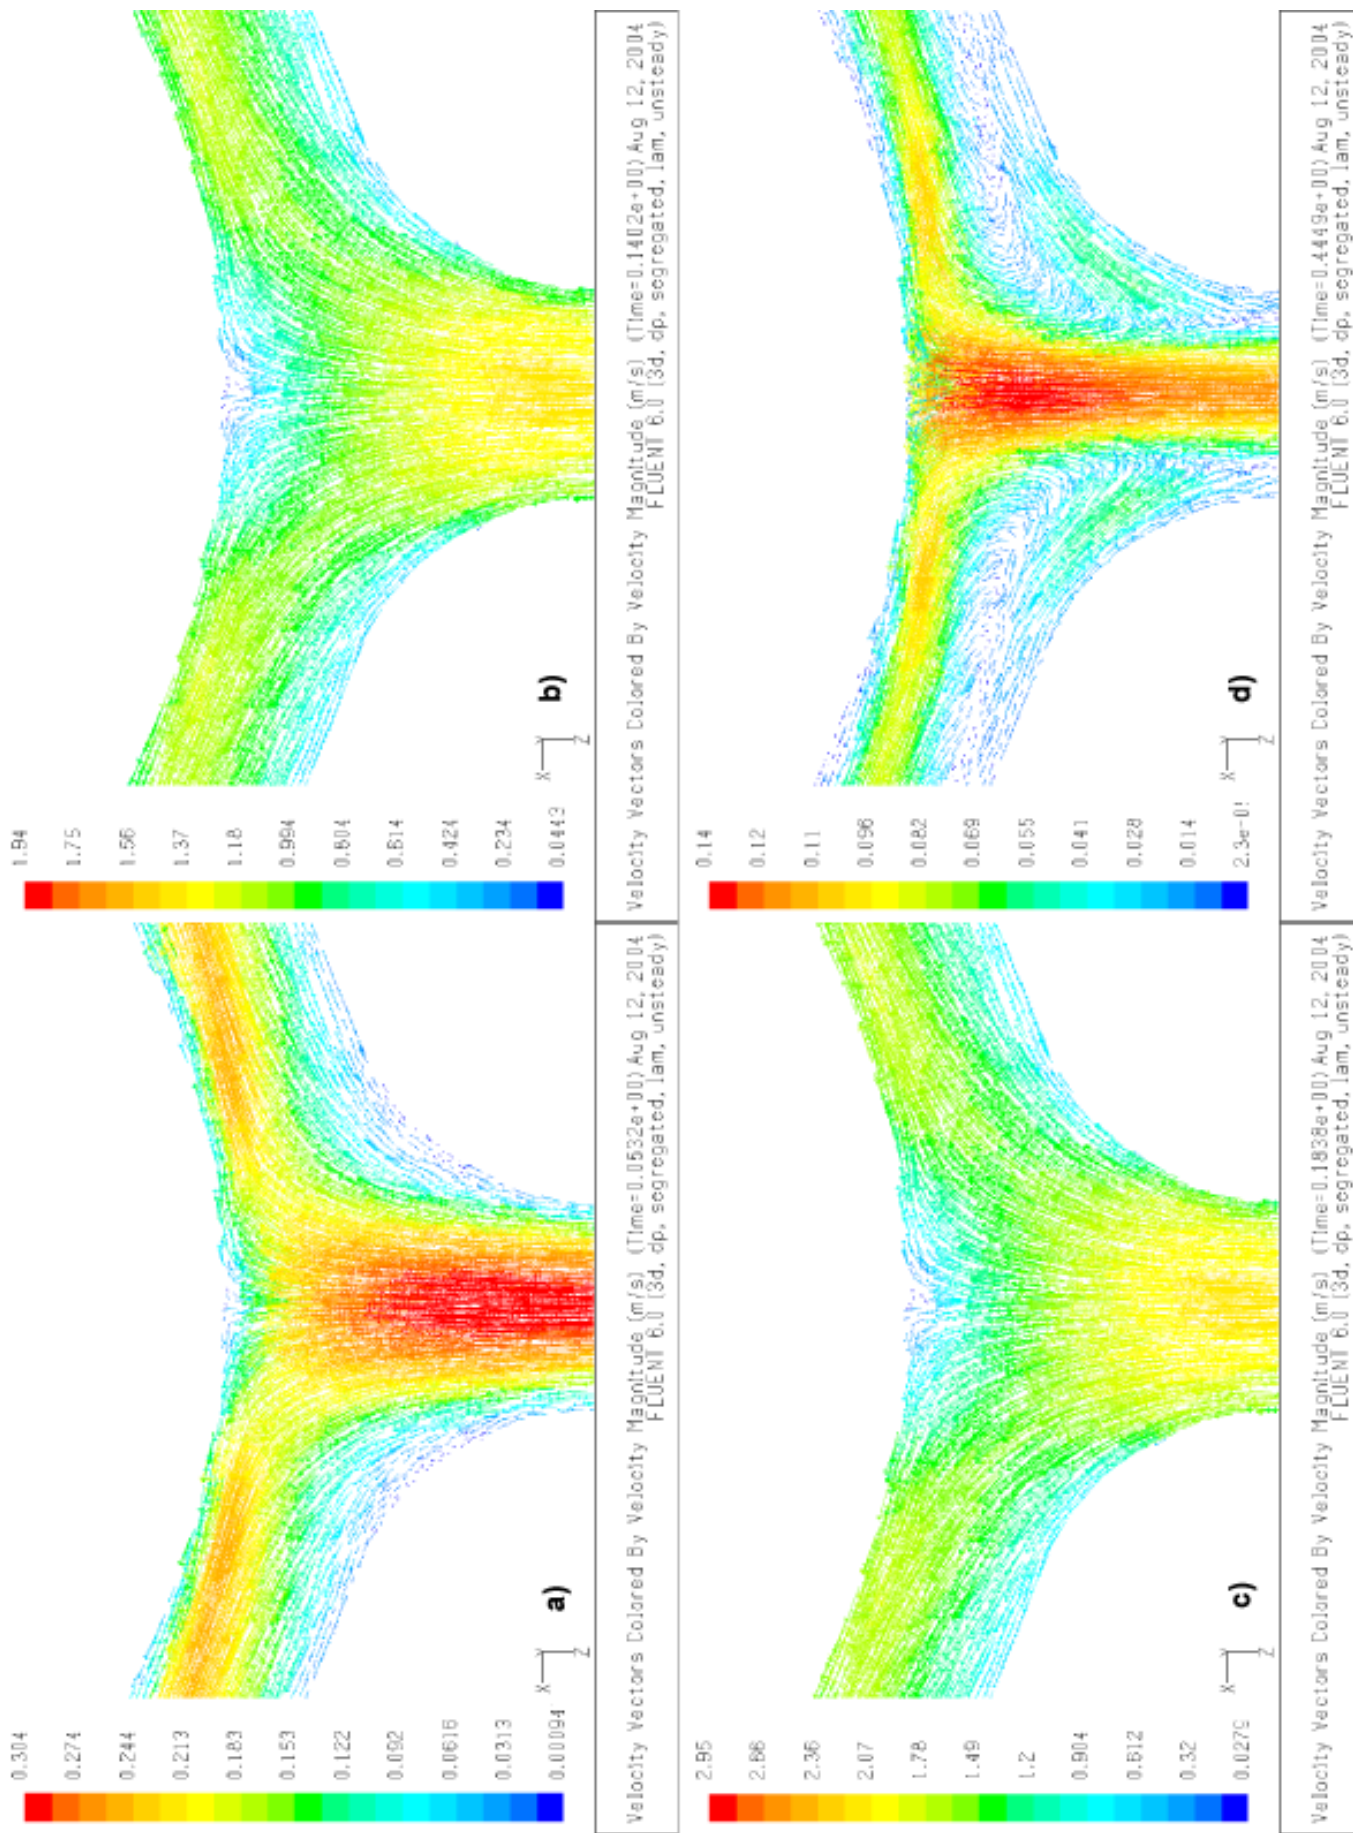 0.304
0.274
0.244
0.213
0.183
0.153
0.122
0.092
0.0616
0.0313
0.00094
a)
X Y
Z
Velocity Vectors Colored By Velocity Magnitude (m/s) (Time=0.0532e+00) Aug 12, 2004
FLUENT 6.0 (3d, dp, segregated, lam, unsteady)
1.94
1.75
1.56
1.37
1.18
0.994
0.804
0.614
0.424
0.234
0.0443
b)
X Y
Z
Velocity Vectors Colored By Velocity Magnitude (m/s) (Time=0.1402e+00) Aug 12, 2004
FLUENT 6.0 (3d, dp, segregated, lam, unsteady)
2.95
2.66
2.36
2.07
1.78
1.49
1.2
0.904
0.612
0.32
0.0279
c)
X Y
Z
Velocity Vectors Colored By Velocity Magnitude (m/s) (Time=0.1838e+00) Aug 12, 2004
FLUENT 6.0 (3d, dp, segregated, lam, unsteady)
0.14
0.12
0.11
0.096
0.082
0.069
0.055
0.041
0.028
0.014
d)
X Y
Z
Velocity Vectors Colored By Velocity Magnitude (m/s) (Time=0.4449e+00) Aug 12, 2004
FLUENT 6.0 (3d, dp, segregated, lam, unsteady)